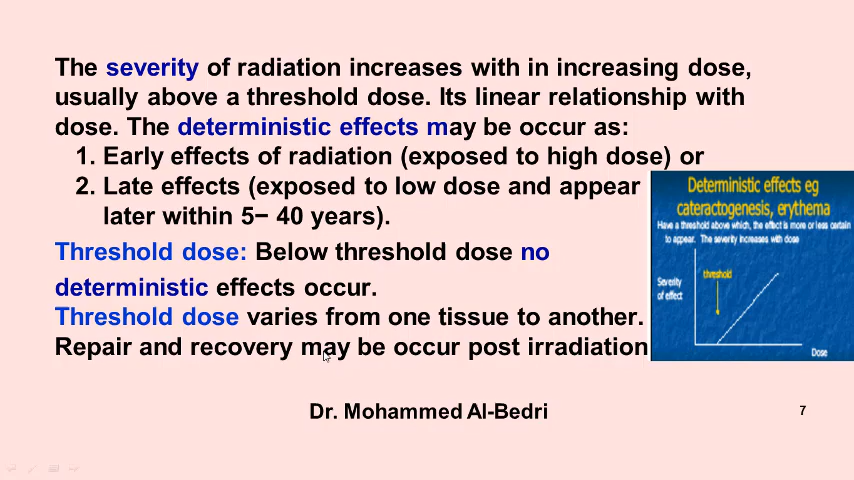 The severity of radiation increases with in increasing dose,
usually above a threshold dose. Its linear relationship with
dose. The deterministic effects may be occur as:
1. Early effects of radiation (exposed to high dose) or
2. Late effects (exposed to low dose and appear
later within 5− 40 years).
Threshold dose: Below threshold dose no
deterministic effects occur.
Threshold dose varies from one tissue to another.
Repair and recovery may be occur post irradiation
Deterministic effects eg
cateractogenesis, erythema
Have a threshold above which, the effect is more or less certain
to appear. The severity increases with dose
threshold
Severity
of effect
Dose
Dr. Mohammed Al-Bedri
7